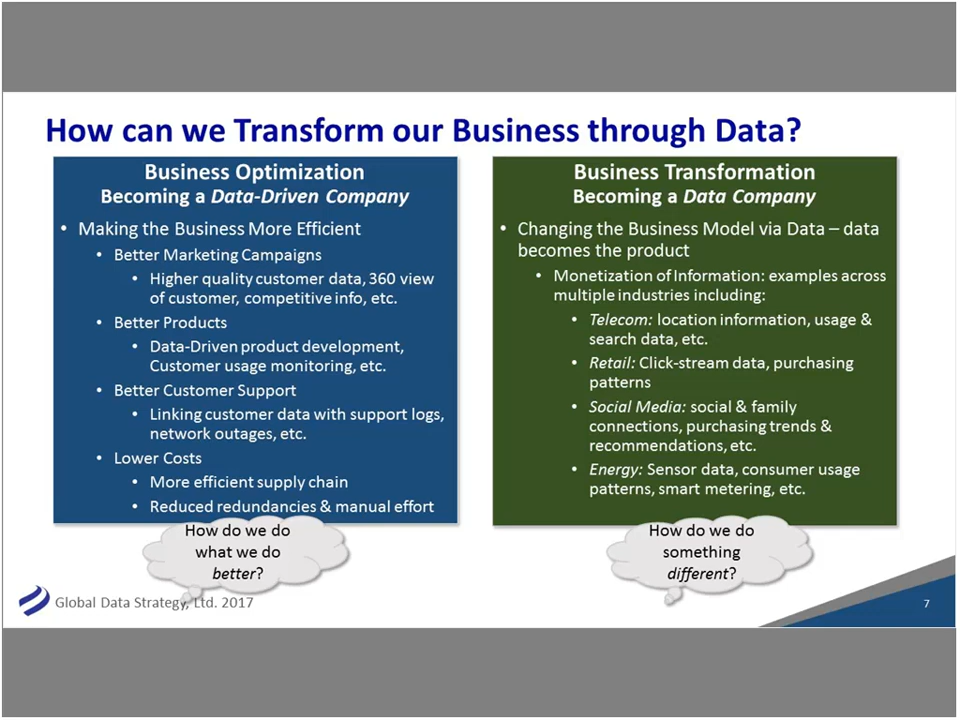 How can we Transform our Business through Data?
Business Optimization
Becoming a Data-Driven Company
• Making the Business More Efficient
• Better Marketing Campaigns
• Higher quality customer data, 360 view
of customer, competitive info, etc.
• Better Products
• Data-Driven product development,
Customer usage monitoring, etc.
• Better Customer Support
• Linking customer data with support logs,
network outages, etc.
• Lower Costs
• More efficient supply chain
• Reduced redundancies & manual effort
How do we do
what we do
better?
Business Transformation
Becoming a Data Company
• Changing the Business Model via Data – data
becomes the product
• Monetization of Information: examples across
multiple industries including:
• Telecom: location information, usage &
search data, etc.
• Retail: Click-stream data, purchasing
patterns
• Social Media: social & family
connections, purchasing trends &
recommendations, etc.
• Energy: Sensor data, consumer usage
patterns, smart metering, etc.
How do we do
something
different?
Global Data Strategy, Ltd. 2017
7